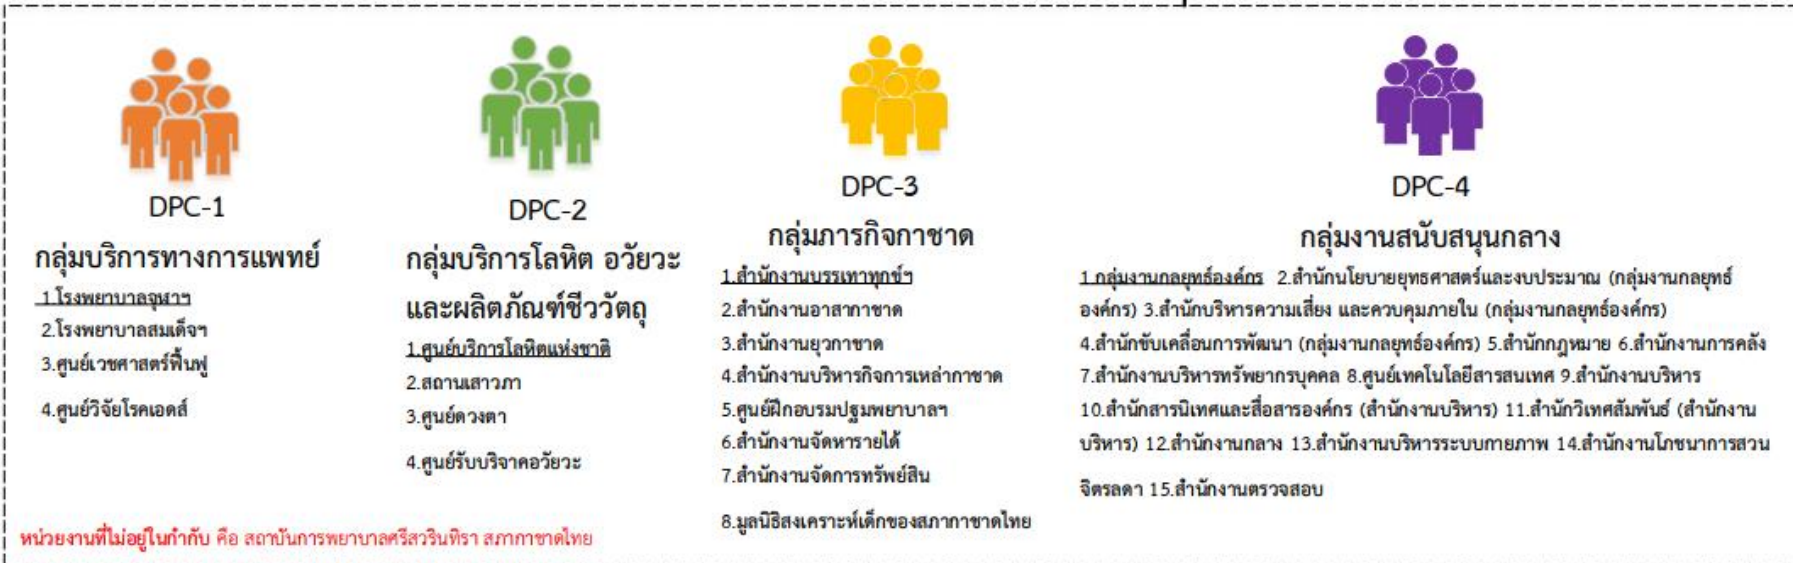 DPC-1
กลุ่มบริการทางการแพทย์
1.โรงพยาบาลจุฬาฯ
2.โรงพยาบาลสมเด็จฯ
3.ศูนย์เวชศาสตร์ฟื้นฟู
4.ศูนย์วิจัยโรคเอดส์
DPC-2
กลุ่มบริการโลหิต อวัยวะ
และผลิตภัณฑ์ชีววัตถุ
1.ศูนย์บริการโลหิตแห่งชาติ
2.สถานเสาวภา
3.ศูนย์ดวงตา
4.ศูนย์รับบริจาคอวัยวะ
DPC-3
กลุ่มภารกิจกาชาด
1.สำนักงานบรรเทาทุกข์ฯ
2.สำนักงานอาสากาชาด
3.สำนักงานยุวกาชาด
4.สำนักงานบริหารกิจการเหล่ากาชาด
5.ศูนย์ฝึกอบรมปฐมพยาบาลฯ
6.สำนักงานจัดหารายได้
7.สำนักงานจัดการทรัพย์สิน
8.มูลนิธิสงเคราะห์เด็กของสภากาชาดไทย
DPC-4
กลุ่มงานสนับสนุนกลาง
1.กลุ่มงานกลยุทธ์องค์กร 2.สำนักนโยบายยุทธศาสตร์และงบประมาณ (กลุ่มงานกลยุทธ์
องค์กร) 3.สำนักบริหารความเสี่ยง และควบคุมภายใน (กลุ่มงานกลยุทธ์องค์กร)
4.สำนักขับเคลื่อนการพัฒนา (กลุ่มงานกลยุทธ์องค์กร) 5.สำนักกฎหมาย 6.สำนักงานการคลัง
7.สำนักงานบริหารทรัพยากรบุคคล 8.ศูนย์เทคโนโลยีสารสนเทศ 9.สำนักงานบริหาร
10.สำนักสารนิเทศและสื่อสารองค์กร (สำนักงานบริหาร) 11.สำนักวิเทศสัมพันธ์ (สำนักงาน
บริหาร) 12.สำนักงานกลาง 13.สำนักงานบริหารระบบกายภาพ 14.สำนักงานโภชนาการสวน
จิตรลดา 15.สำนักงานตรวจสอบ
หน่วยงานที่ไม่อยู่ในกำกับ คือ สถาบันการพยาบาลศรีสวรินทิรา สภากาชาดไทย